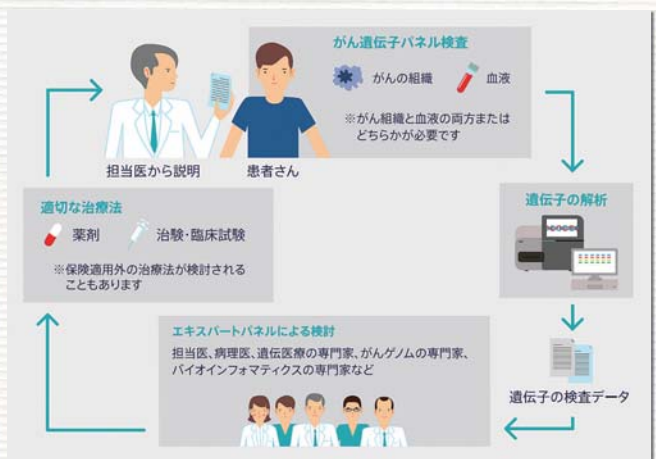 がん遺伝子パネル検査
がんの組織
血液
※がん組織と血液の両方または
どちらかが必要です
担当医から説明
患者さん
遺伝子の解析
遺伝子の検査データ
エキスパートパネルによる検討
担当医、病理医、遺伝医療の専門家、がんゲノムの専門家、
バイオインフォマティクスの専門家など
適切な治療法
薬剤
治験・臨床試験
※保険適用外の治療法が検討される
こともあります